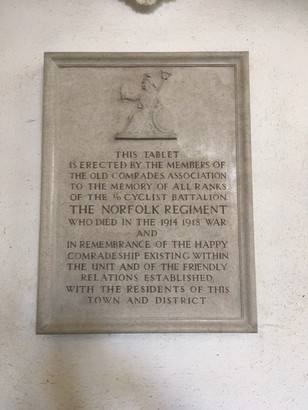 THIS TABLET
IS ERECTED BY THE MEMBERS OF
THE OLD COMRADES ASSOCIATION
TO THE MEMORY OF ALL RANKS
OF THE 1/6 CYCLIST BATTALION
THE NORFOLK REGIMENT
WHO DIED IN THE 1914 1918 WAR
AND
IN REMEMBRANCE OF THE HAPPY
COMRADESHIP EXISTING WITHIN
THE UNIT AND OF THE FRIENDLY
RELATIONS ESTABLISHED
WITH THE RESIDENTS OF THIS
TOWN AND DISTRICT